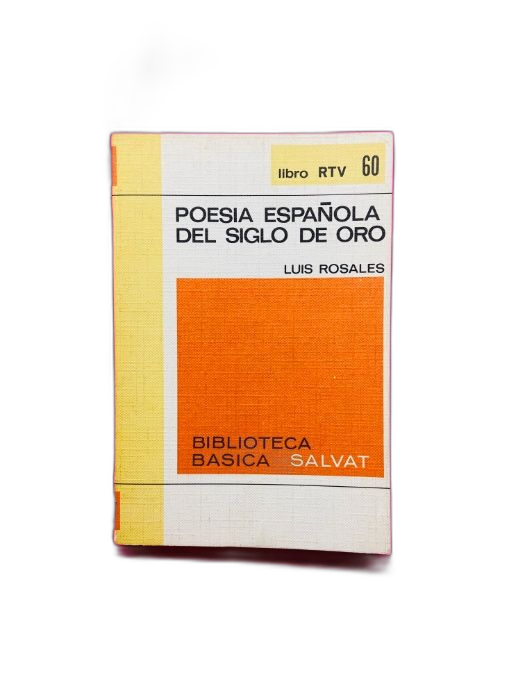 libro RTV 60
POESIA ESPAÑOLA
DEL SIGLO DE ORO
LUIS ROSALES
BIBLIOTECA
BASICA SALVAT